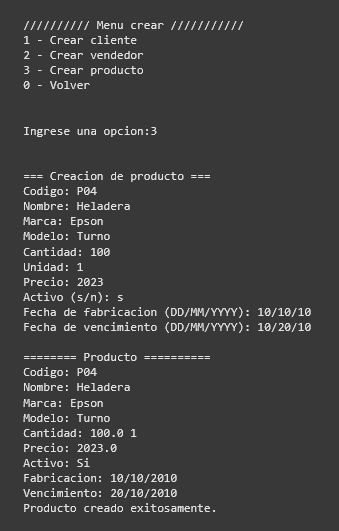 ////////// Menu crear ///////////
1 - Crear cliente
2 - Crear vendedor
3 - Crear producto
0 - Volver
Ingrese una opcion:3
=== Creacion de producto ===
Codigo: P04
Nombre: Heladera
Marca: Epson
Modelo: Turno
Cantidad: 100
Unidad: 1
Precio: 2023
Activo (s/n): s
Fecha de fabricacion (DD/MM/YYYY): 10/10/10
Fecha de vencimiento (DD/MM/YYYY): 10/20/10
======== Producto ==========
Codigo: P04
Nombre: Heladera
Marca: Epson
Modelo: Turno
Cantidad: 100.0 1
Precio: 2023.0
Activo: Si
Fabricacion: 10/10/2010
Vencimiento: 20/10/2010
Producto creado exitosamente.